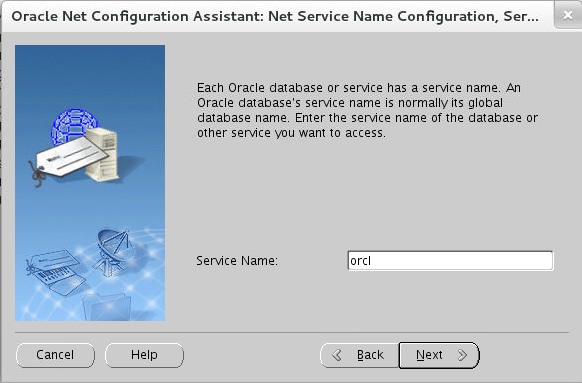 Oracle Net Configuration Assistant: Net Service Name Configuration, Ser...
Each Oracle database or service has a service name. An
Oracle database's service name is normally its global
database name. Enter the service name of the database or
other service you want to access.
Service Name: orcl
Cancel Help Back Next